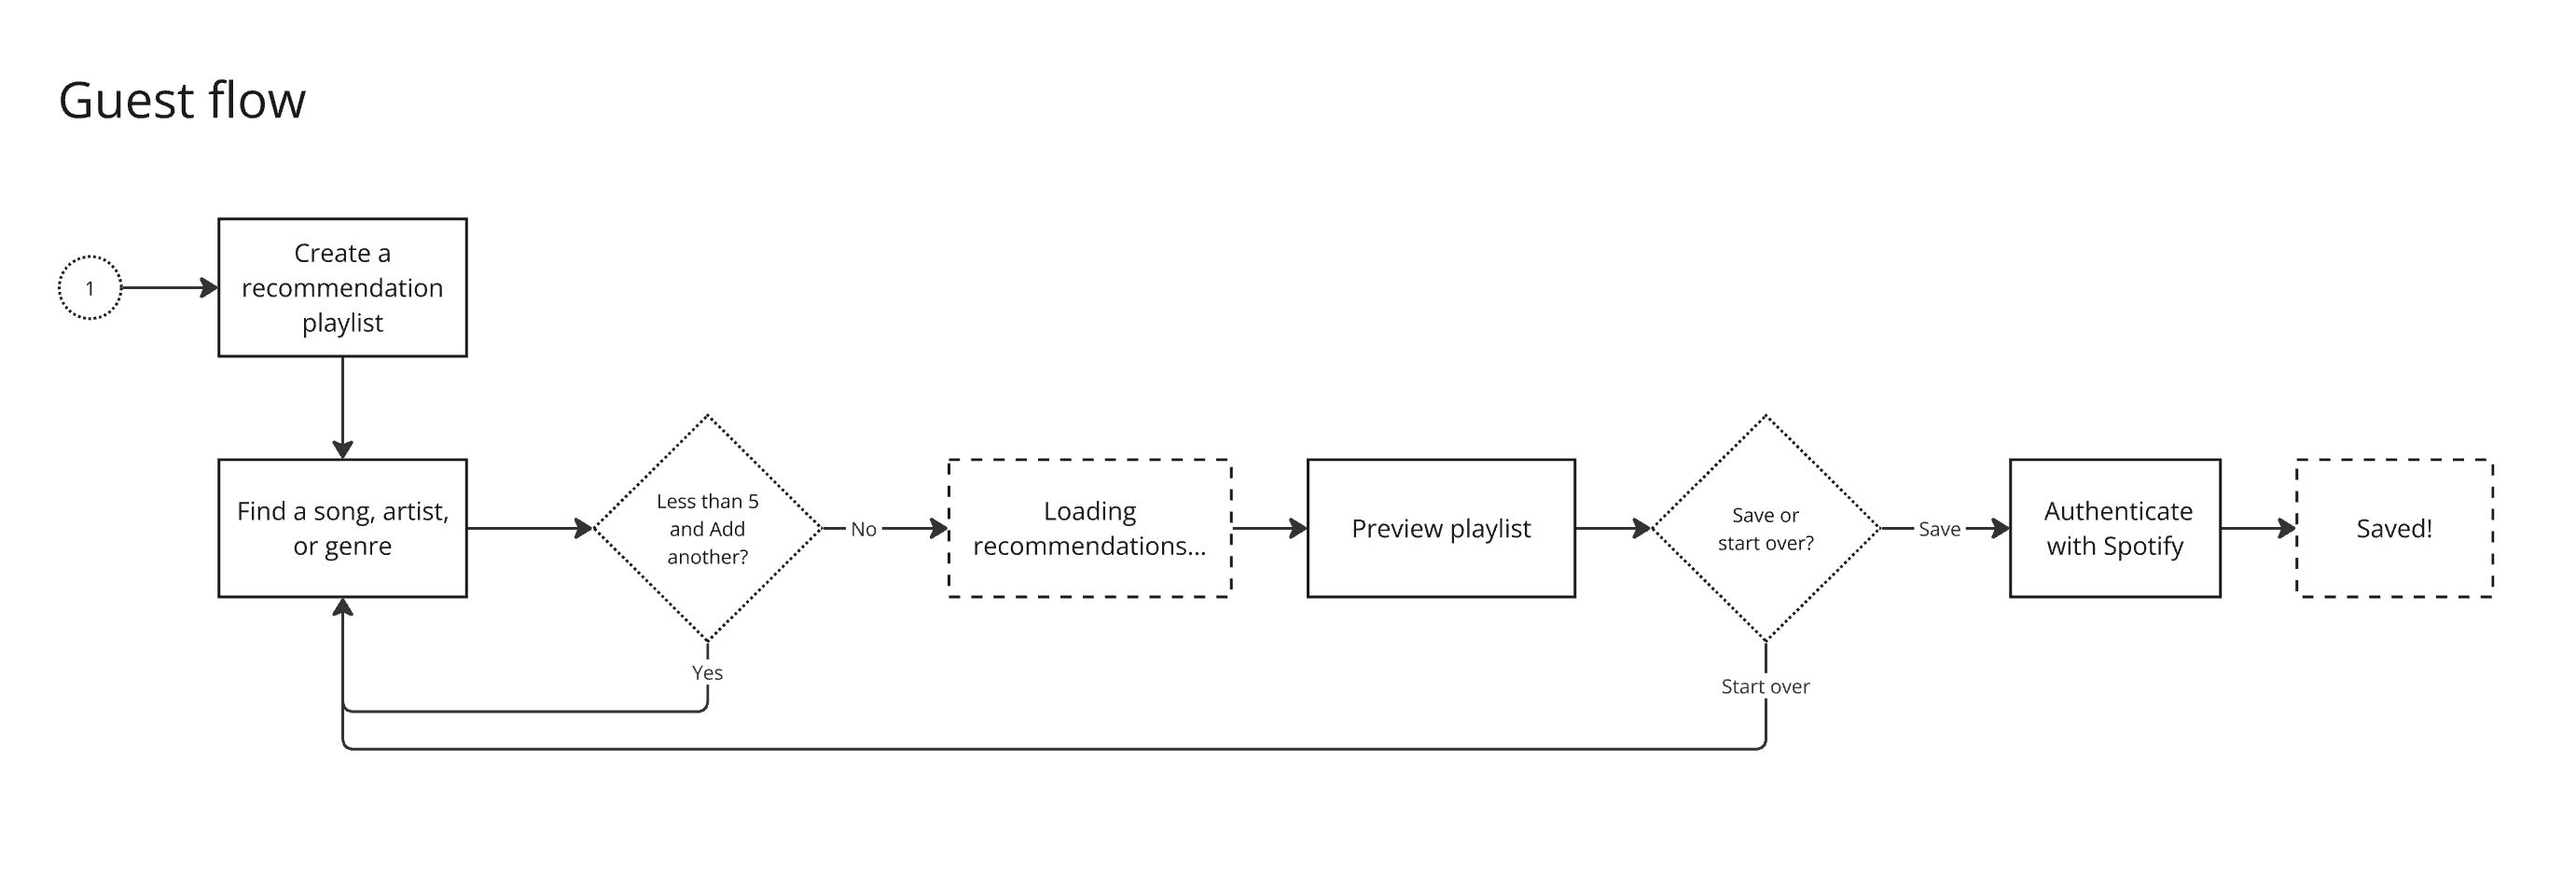 Guest flow
1
Create a
recommendation
playlist
Find a song, artist,
or genre
Less than 5
and Add
another?
No
Yes
Loading
recommendations...
Preview playlist
Save or
start over?
Save
Start over
Authenticate
with Spotify
Saved!